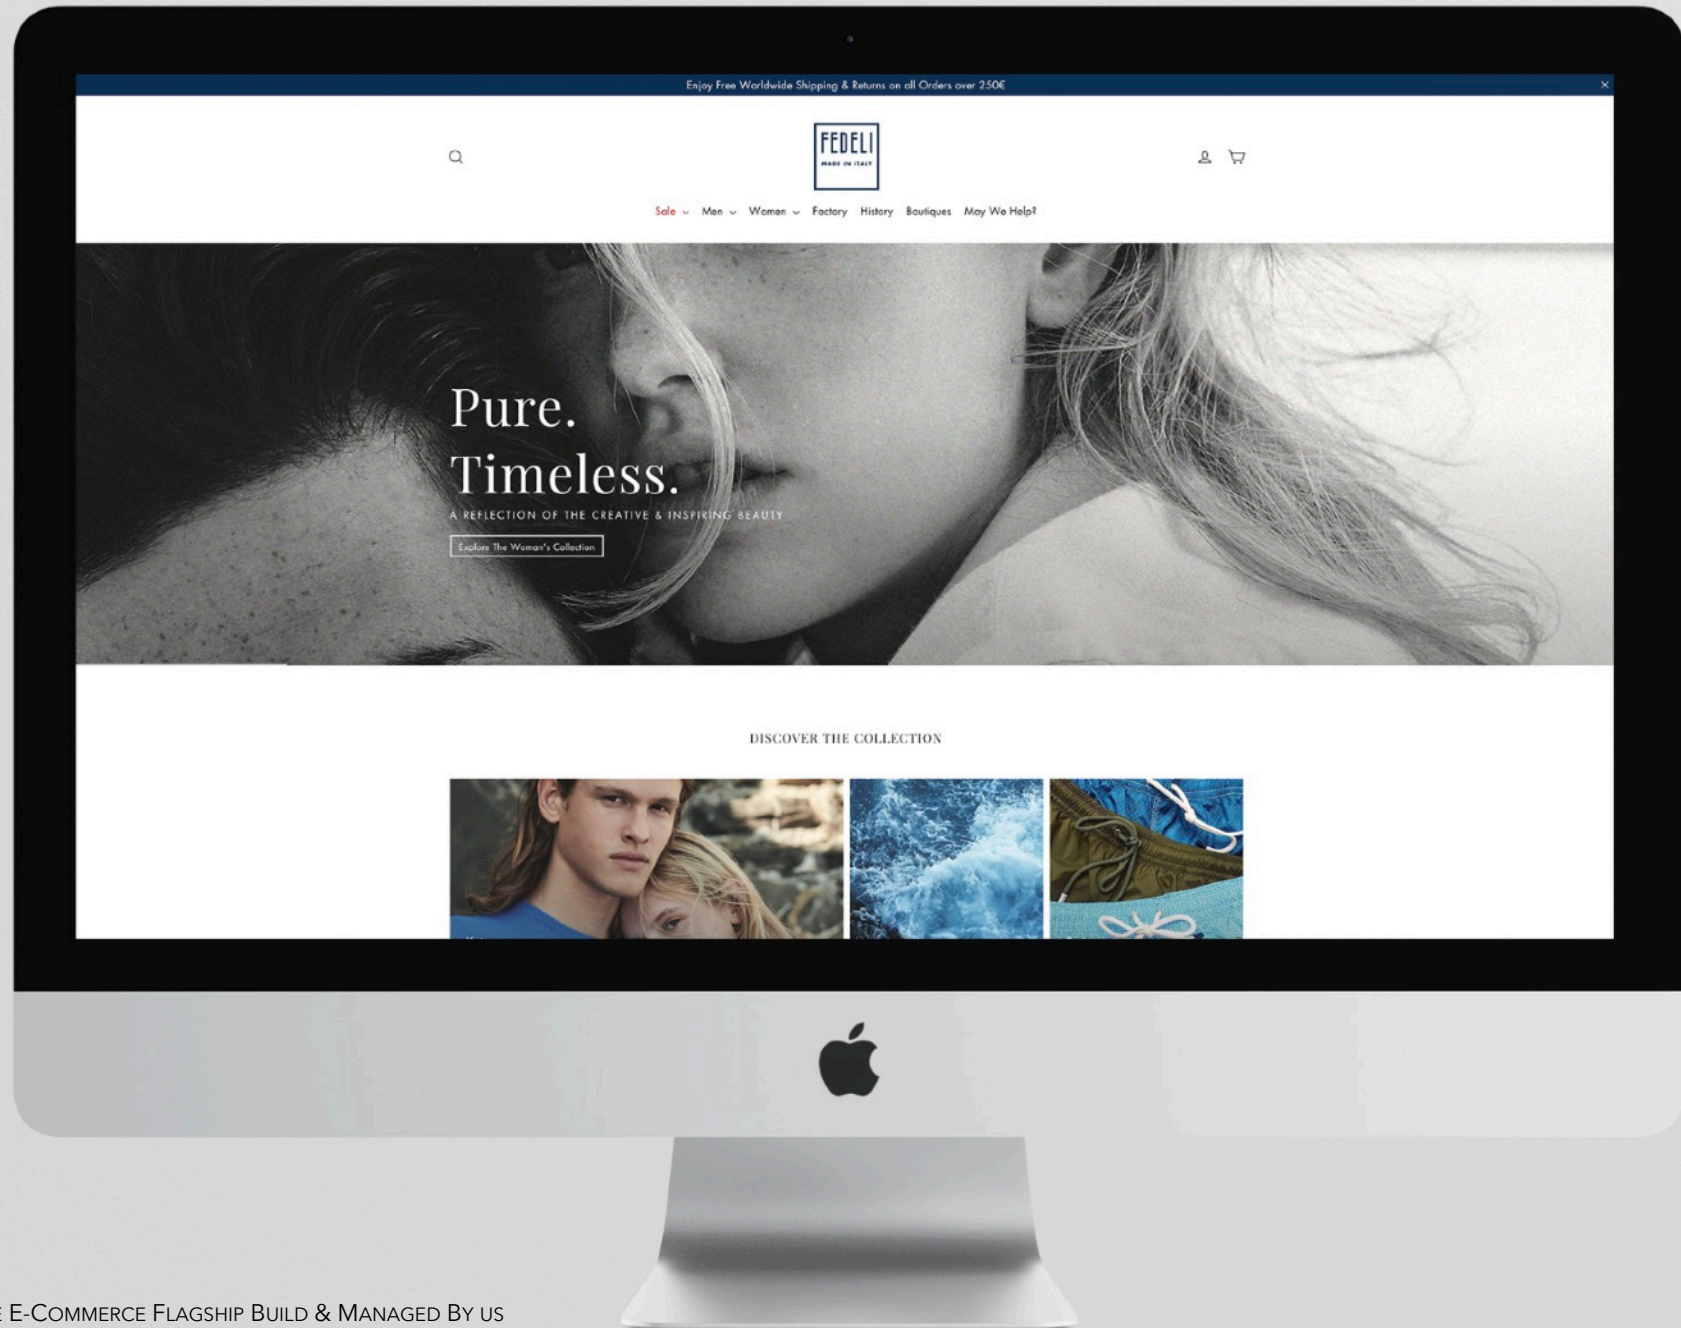 Enjoy Free Worldwide Shipping & Returns on all Orders over 250€
FEDELI
MADE IN ITALY
Sale Men Women Factory History Boutiques May We Help?
Pure.
Timeless.
A REFLECTION OF THE CREATIVE & INSPIRING BEAUTY
Explore The Woman's Collection
DISCOVER THE COLLECTION
E-COMMERCE FLAGSHIP BUILD & MANAGED BY US